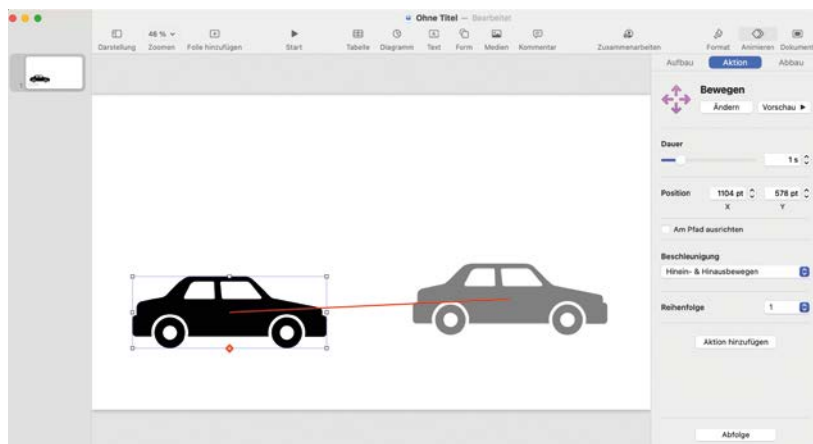 Ohne Titel — Bearbeitet
46 %
Darstellung Zoomen Folie hinzufügen Start Tabelle Diagramm Text Form Medien Kommentar Zusammenarbeiten Format Animieren Dokument
Aufbau Aktion Abbau
1
Bewegen
Ändern Vorschau
Dauer
1 s
Position 1104 pt 578 pt
X Y
Am Pfad ausrichten
Beschleunigung
Hinein- & Hinausbewegen
Reihenfolge 1
Aktion hinzufügen
Abfolge